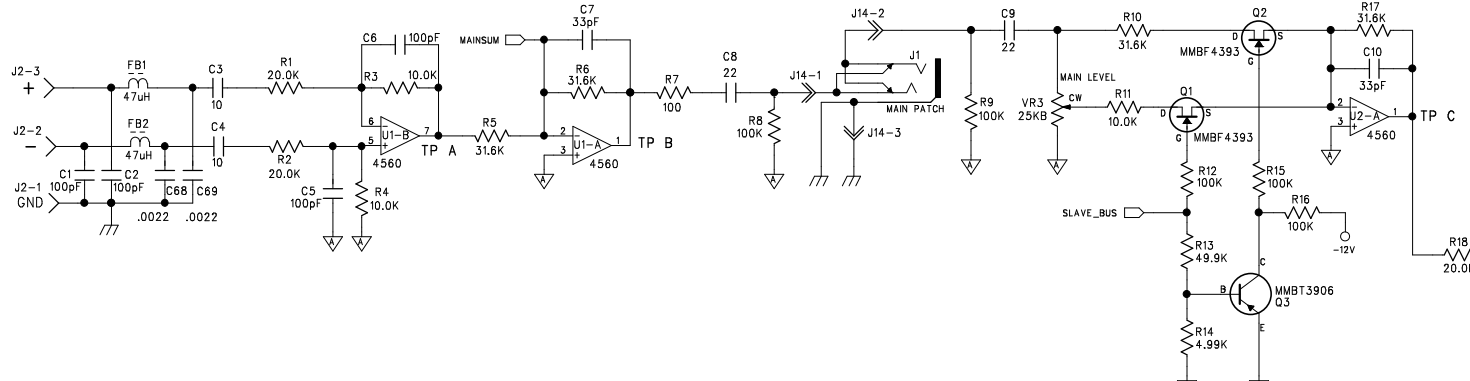 J2-3
+
FB1
47uH
C3
10
R1
20.0K
C6
100pF
R3
10.0K
6
7
U1-B
5
+
4560
TP A
J2-2
−
FB2
47uH
C4
10
R2
20.0K
C1
100pF
C2
100pF
C68
.0022
C69
.0022
J2-1
GND
C5
100pF
R4
10.0K
A
A
R5
31.6K
MAINSUM
C7
33pF
R6
31.6K
2
1
U1-A
3
+
4560
A
TP B
R7
100
C8
22
R8
100K
A
J14-1
J14-2
J1
MAIN PATCH
J14-3
R9
100K
A
C9
22
MAIN LEVEL
CW
VR3
25KB
A
R10
31.6K
R11
10.0K
Q2
D
S
G
MMBF4393
Q1
D
S
G
MMBF4393
R12
100K
R15
100K
SLAVE_BUS
R16
100K
-12V
R13
49.9K
R14
4.99K
C
B
E
MMBT3906
Q3
R17
31.6K
C10
33pF
2
1
U2-A
3
+
4560
A
TP C
R18